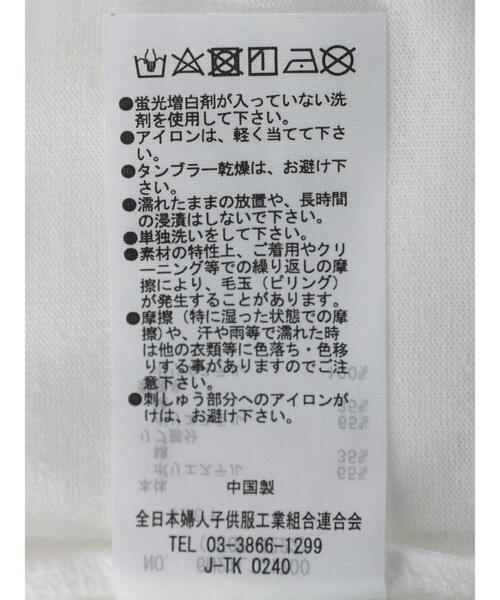 ●蛍光増白剤が入っていない洗
剤を使用して下さい。
●アイロンは、軽く当てて下さ
い。
●タンブラー乾燥は、お避け下
さい。
●濡れたままの放置や、長時間
の浸漬はしないで下さい。
●単独洗いをして下さい。
●素材の特性上、ご着用やクリ
ーニング等での繰り返しの摩
擦により、毛玉（ピリング）
が発生することがあります。
●摩擦（特に湿った状態での摩
擦）や、汗や雨等で濡れた時
は他の衣類等に色落ち・色移
りする事がありますのでご注
意下さい。
●刺しゅう部分へのアイロンが
けは、お避け下さい。
中国製
全日本婦人子供服工業組合連合会
TEL 03-3866-1299
J-TK 0240